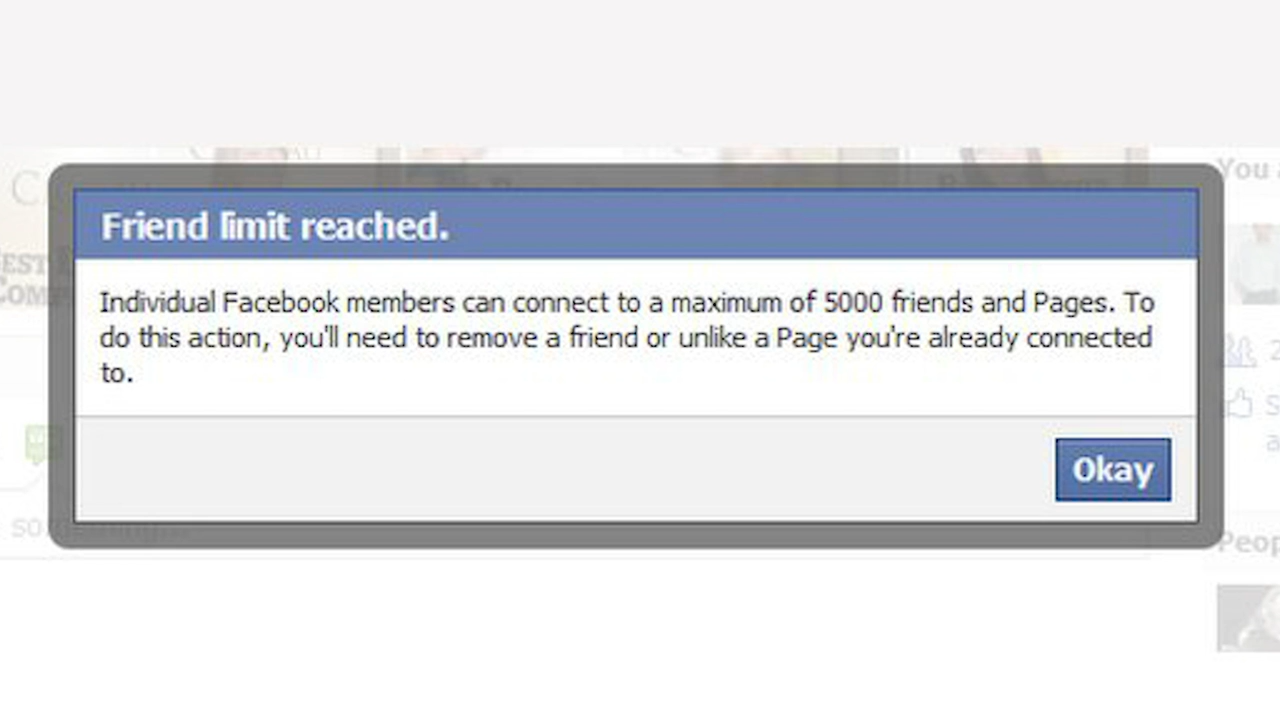 You
Friend limit reached.
Individual Facebook members can connect to a maximum of 5000 friends and Pages. To
do this action, you'll need to remove a friend or unlike a Page you're already connected
to.
Okay